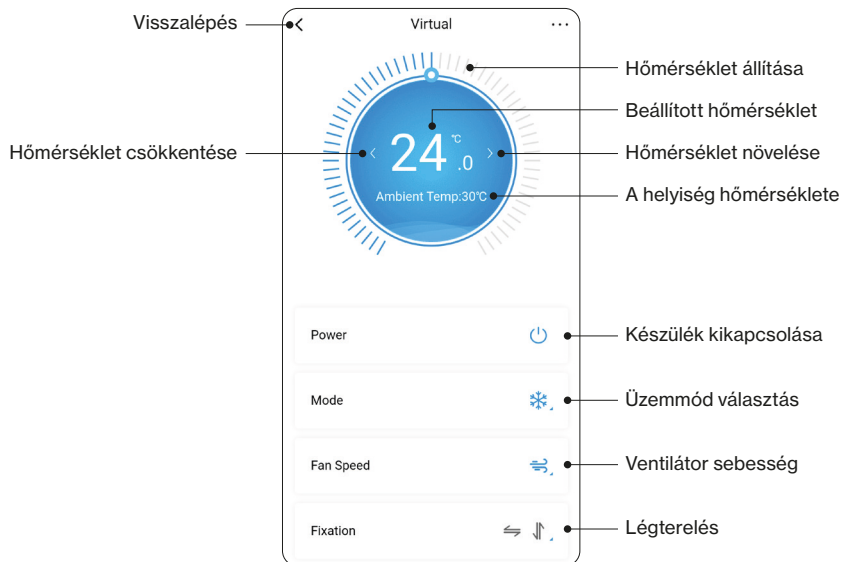 Visszalépés
Virtual
Hőmérséklet állítása
Beállított hőmérséklet
Hőmérséklet csökkentése
24.0 °C
Hőmérséklet növelése
Ambient Temp:30°C
A helyiség hőmérséklete
Power
Készülék kikapcsolása
Mode
Üzemmód választás
Fan Speed
Ventilátor sebesség
Fixation
Légterelés